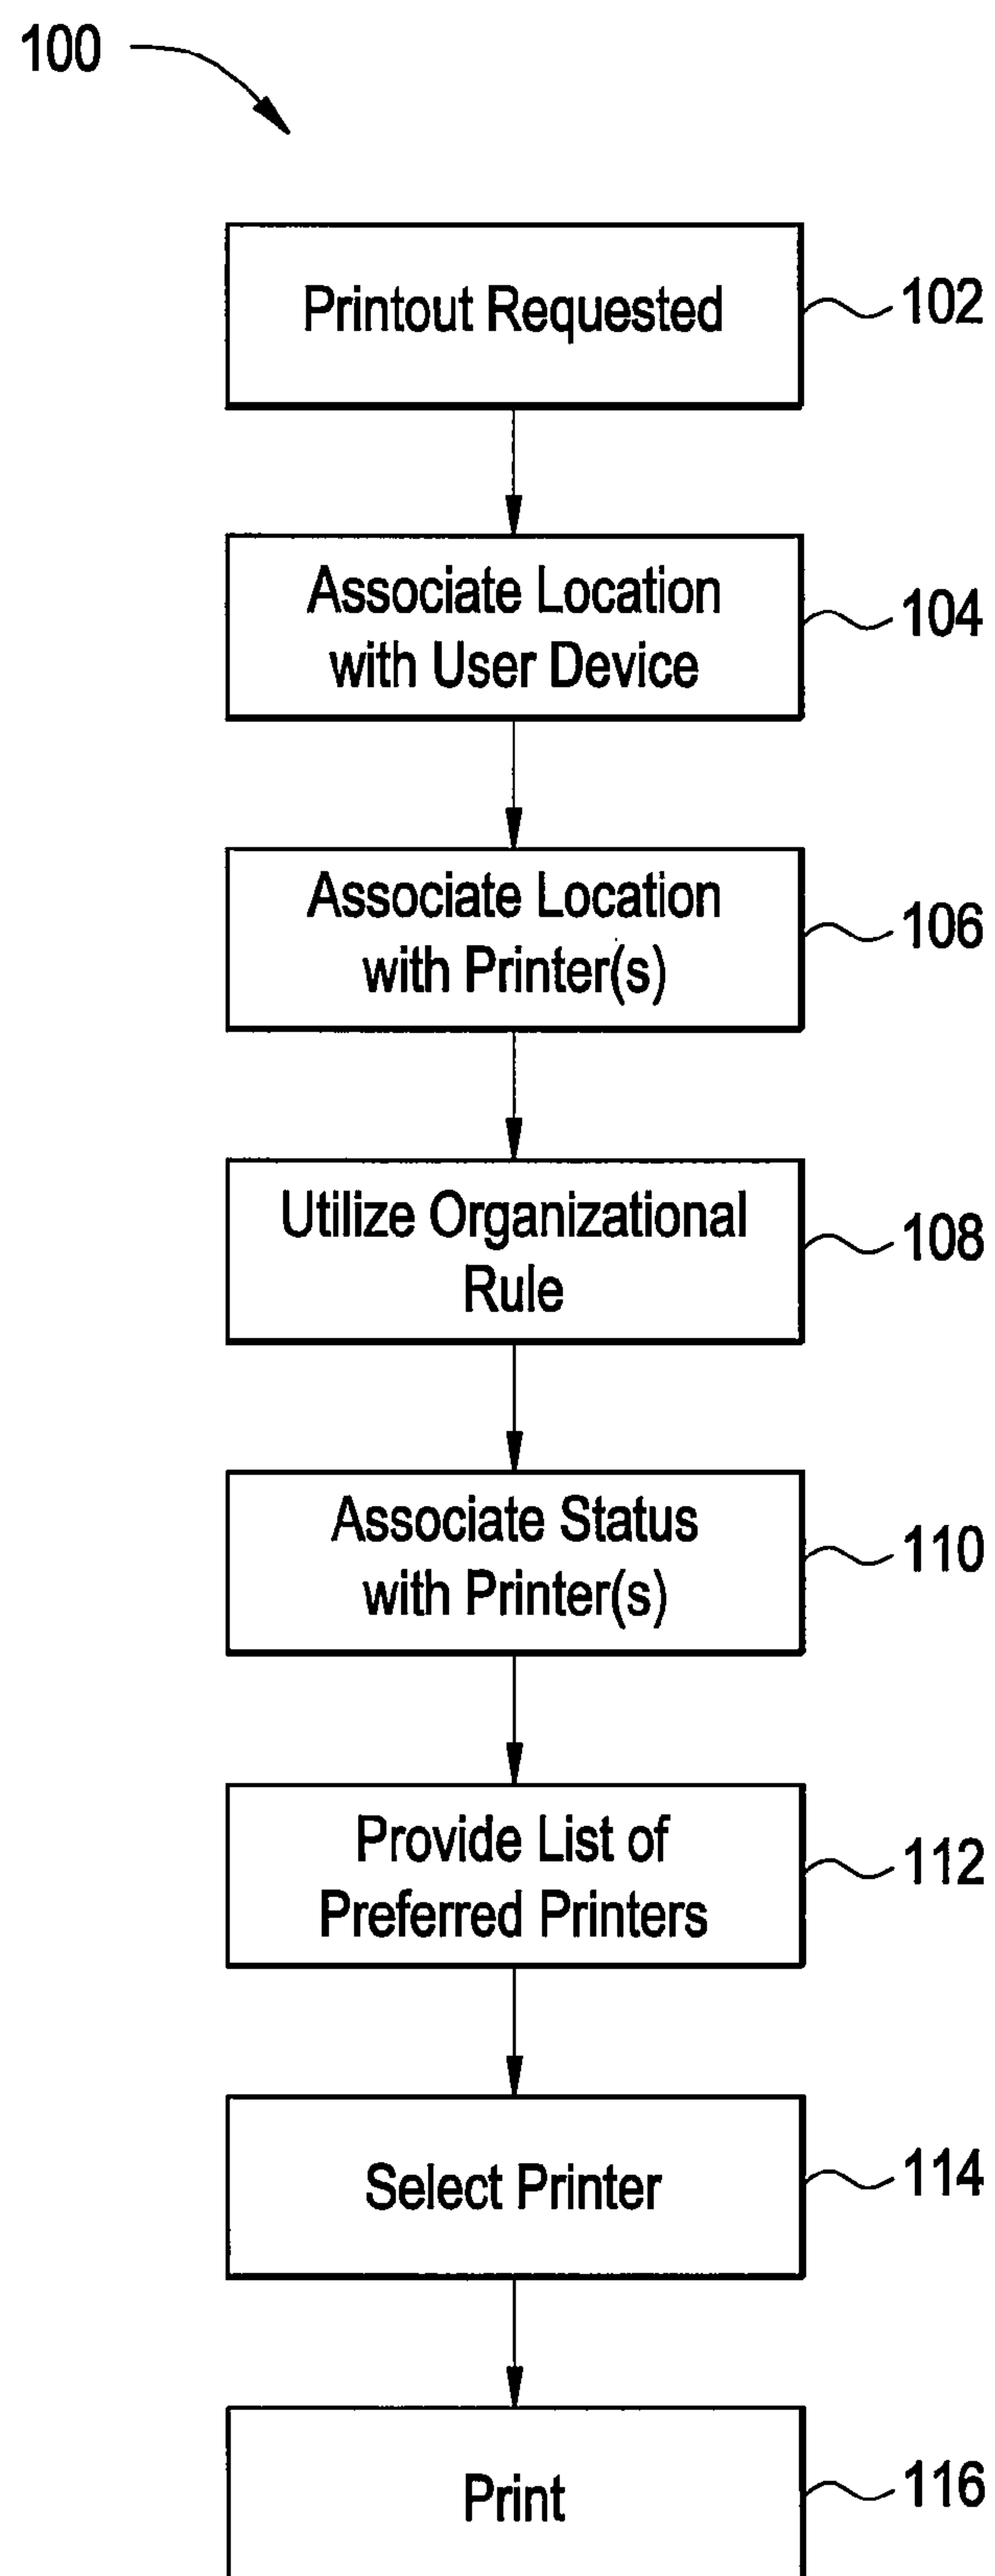 100
Printout Requested
102
Associate Location
with User Device
104
Associate Location
with Printer(s)
106
Utilize Organizational
Rule
108
Associate Status
with Printer(s)
110
Provide List of
Preferred Printers
112
Select Printer
114
Print
116